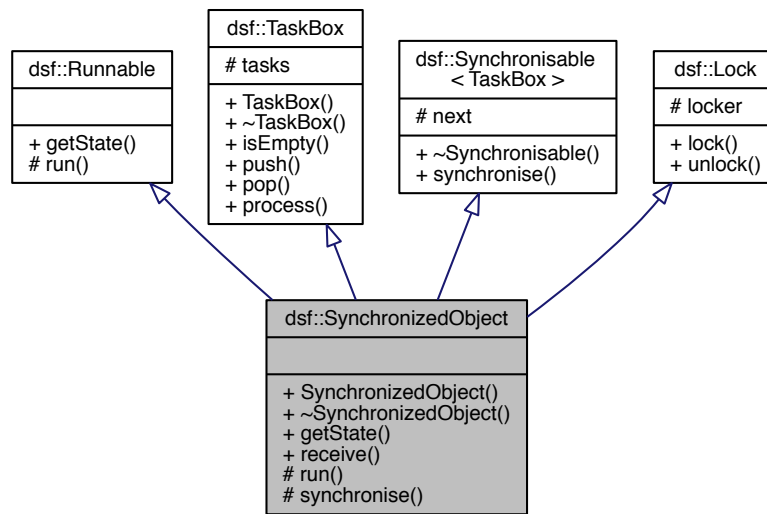 dsf::Runnable
+ getState()
# run()
dsf::TaskBox
# tasks
+ TaskBox()
+ ~TaskBox()
+ isEmpty()
+ push()
+ pop()
+ process()
dsf::Synchronisable
< TaskBox >
# next
+ ~Synchronisable()
+ synchronise()
dsf::Lock
# locker
+ lock()
+ unlock()
dsf::SynchronizedObject
+ SynchronizedObject()
+ ~SynchronizedObject()
+ getState()
+ receive()
# run()
# synchronise()